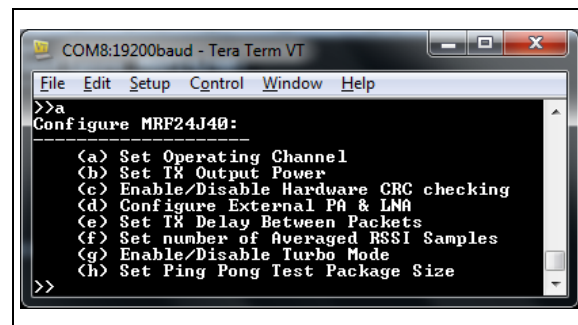 COM8:19200baud - Tera Term VT
File Edit Setup Control Window Help
>>a
Configure MRF24J40:
--------------------
(a) Set Operating Channel
(b) Set TX Output Power
(c) Enable/Disable Hardware CRC checking
(d) Configure External PA & LNA
(e) Set TX Delay Between Packets
(f) Set number of Averaged RSSI Samples
(g) Enable/Disable Turbo Mode
(h) Set Ping Pong Test Package Size
>>